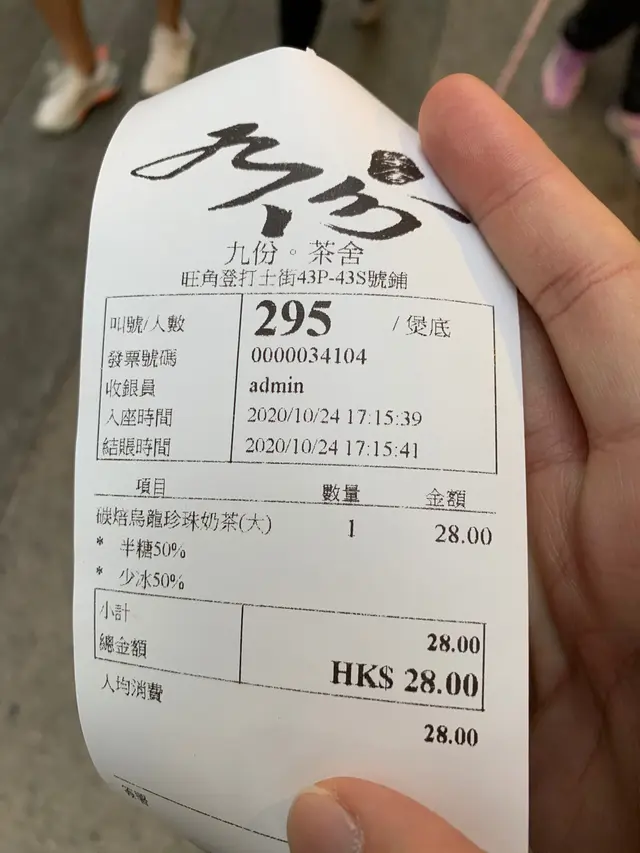 九份
九份。茶舍
旺角登打士街43P-43S號鋪
叫號/人數 295 / 煲底
發票號碼 0000034104
收銀員 admin
入座時間 2020/10/24 17:15:39
結賬時間 2020/10/24 17:15:41
項目 數量 金額
碳焙烏龍珍珠奶茶(大) 1 28.00
* 半糖50%
* 少冰50%
小計 28.00
總金額 HK$ 28.00
人均消費 28.00